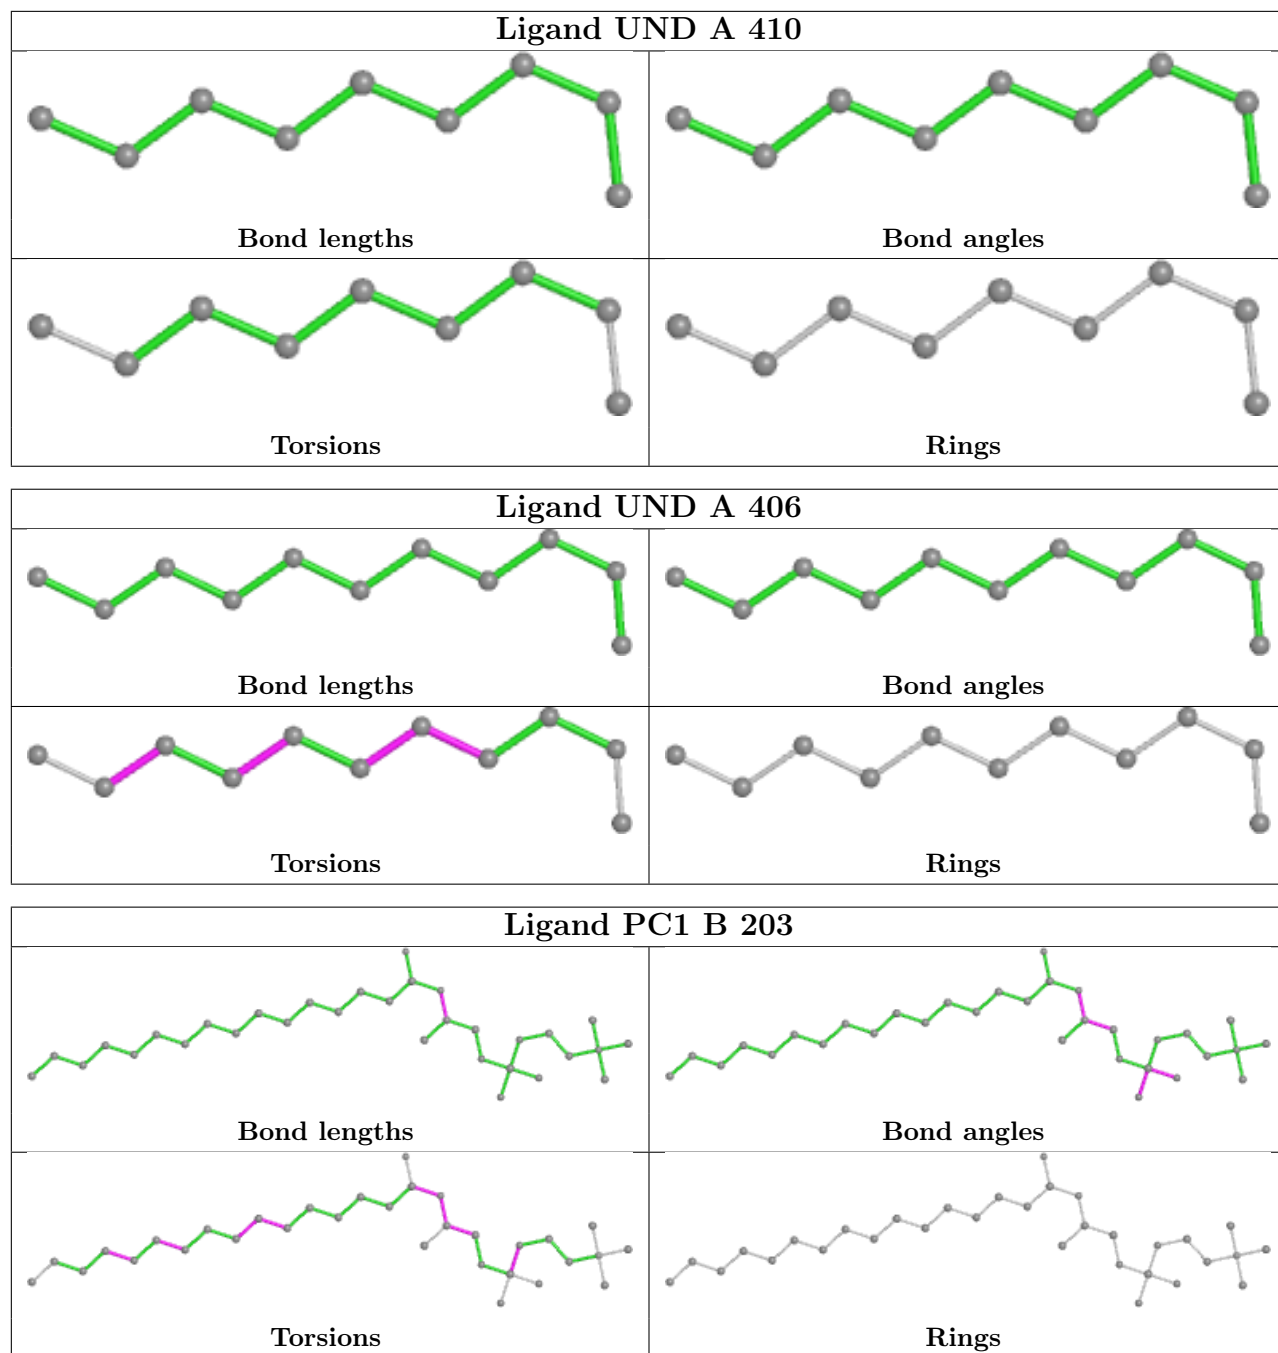 Ligand UND A 410
Bond lengths Bond angles
Torsions Rings
Ligand UND A 406
Bond lengths Bond angles
Torsions Rings
Ligand PC1 B 203
Bond lengths Bond angles
Torsions Rings